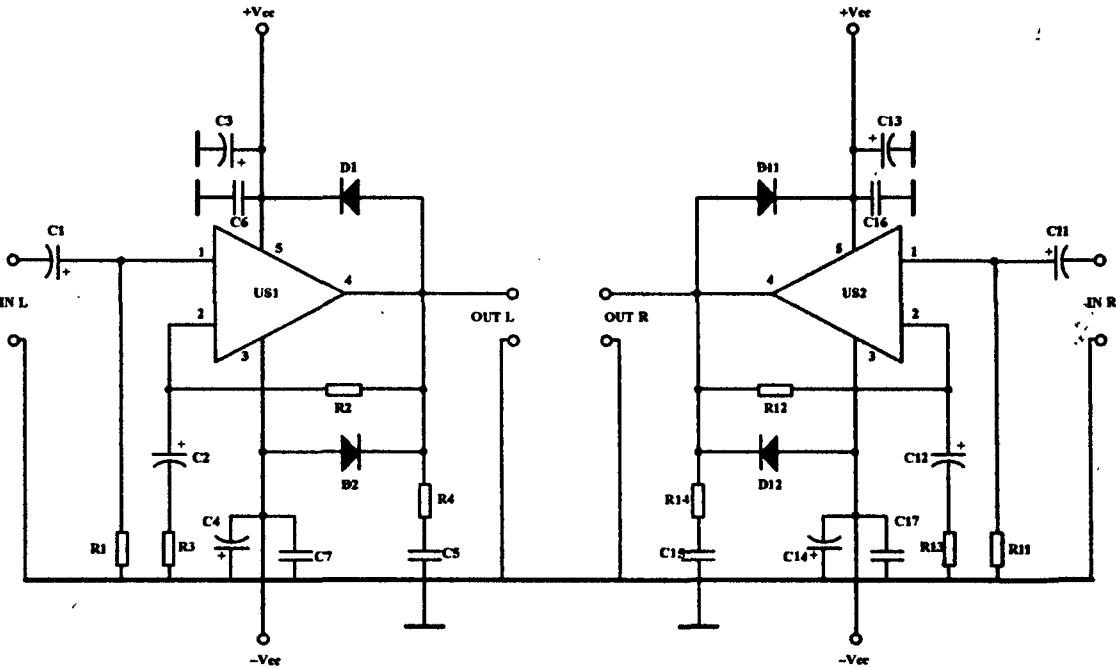 +Vcc +Vcc
C3 C13
+ +
D1 D11
C6 C16
C1 C11
+ 1 5 5 1 +
US1 4 4 US2
IN L IN R
2 OUT L OUT R 2
3 3
R2 R12
+ C2 C12 +
D2 D12
R4 R14
C4 C17
R1 R3 + C7 C5 C15 C14 + R13 R11
-Vcc -Vcc